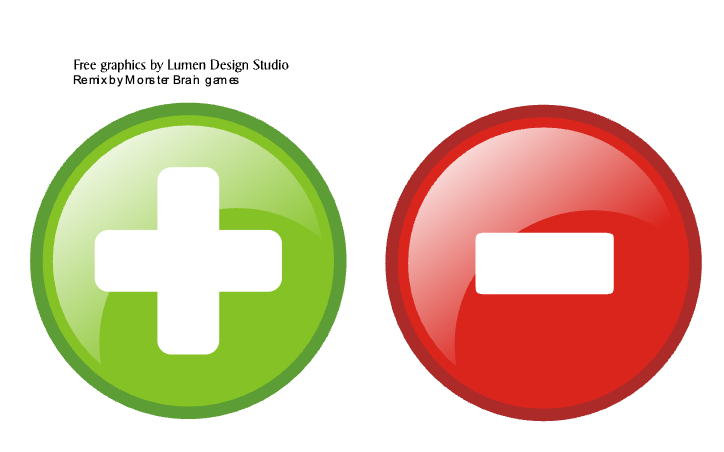 Free graphics by Lumen Design Studio
Remix by Monster Brain games